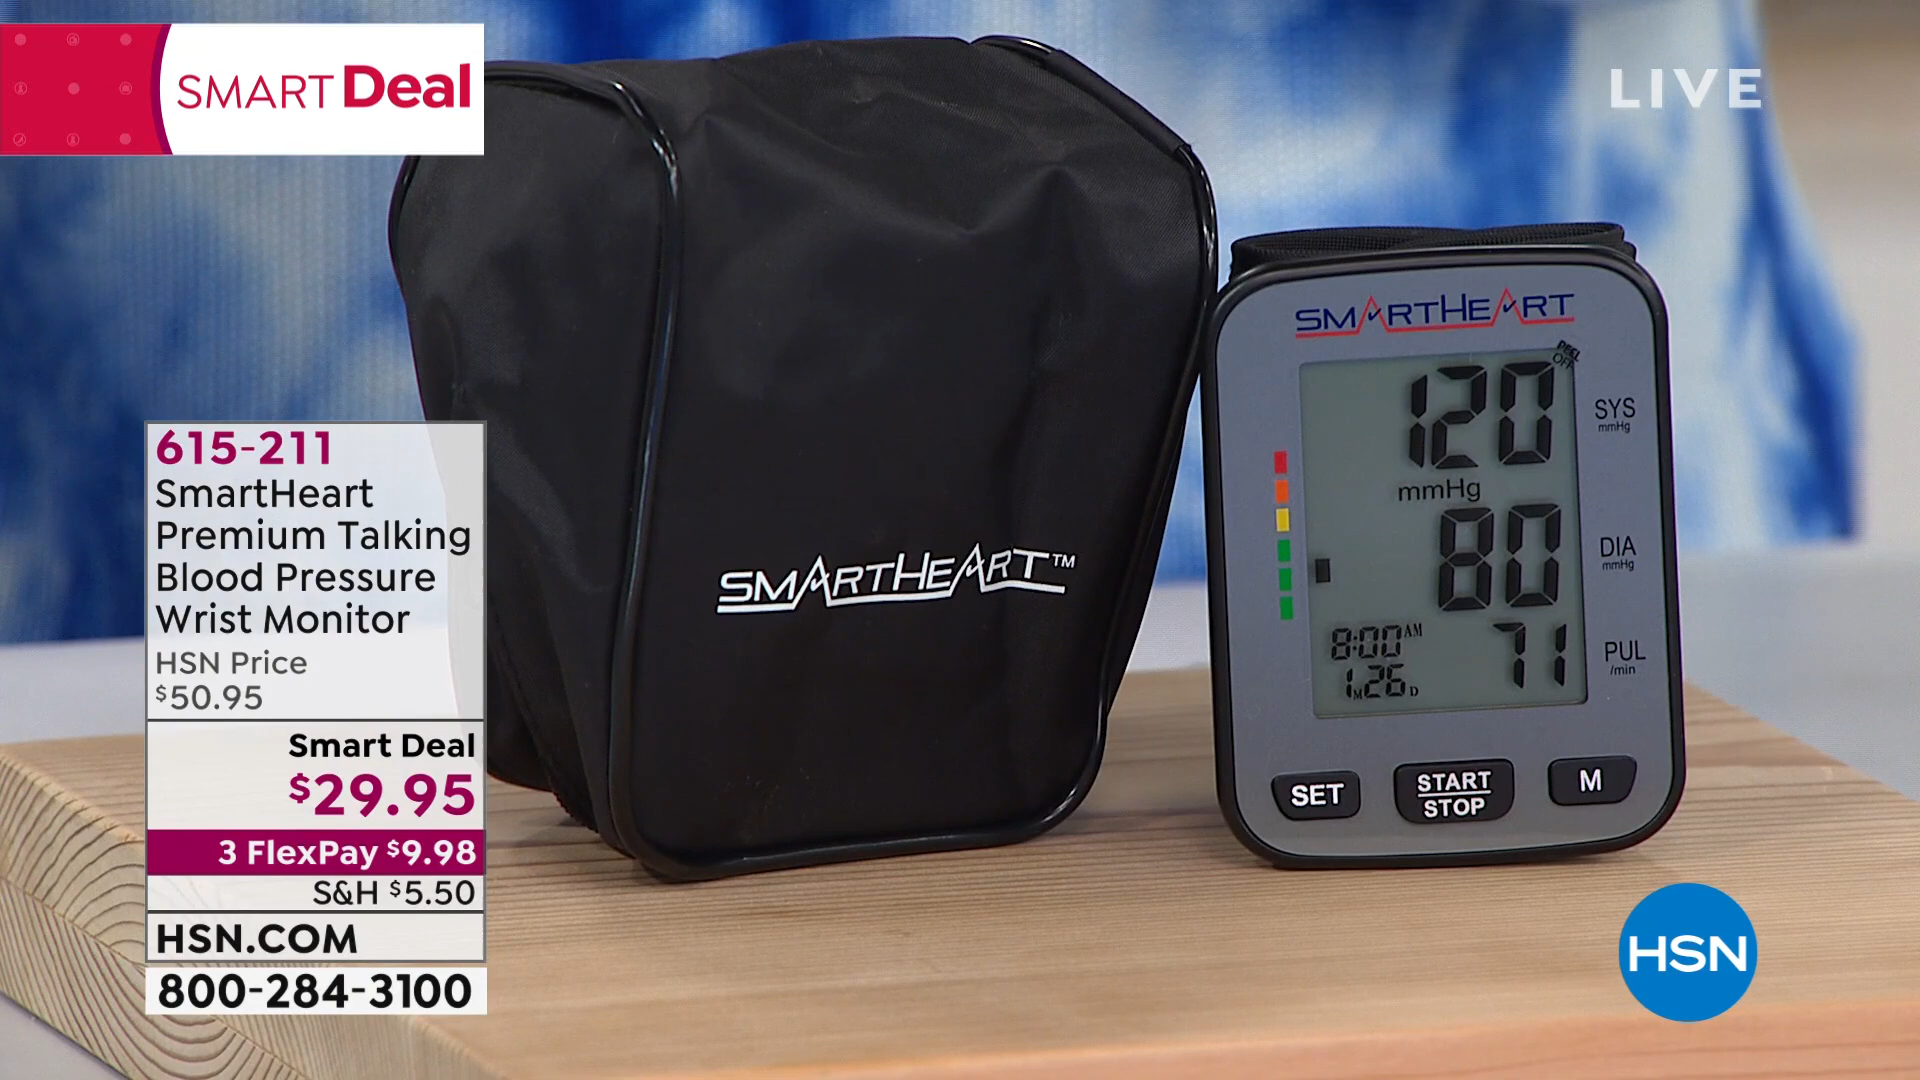 SMART Deal
LIVE
615-211
SmartHeart
Premium Talking
Blood Pressure
Wrist Monitor
HSN Price
$50.95
Smart Deal
$29.95
3 FlexPay $9.98
S&H $5.50
HSN.COM
800-284-3100
SMARTHEART™
SMARTHEART
PEEL
OFF
120
SYS
mmHg
mmHg
80
DIA
mmHg
8:00 AM
1 M 26 D
71
PUL
/min
SET
START
STOP
M
HSN